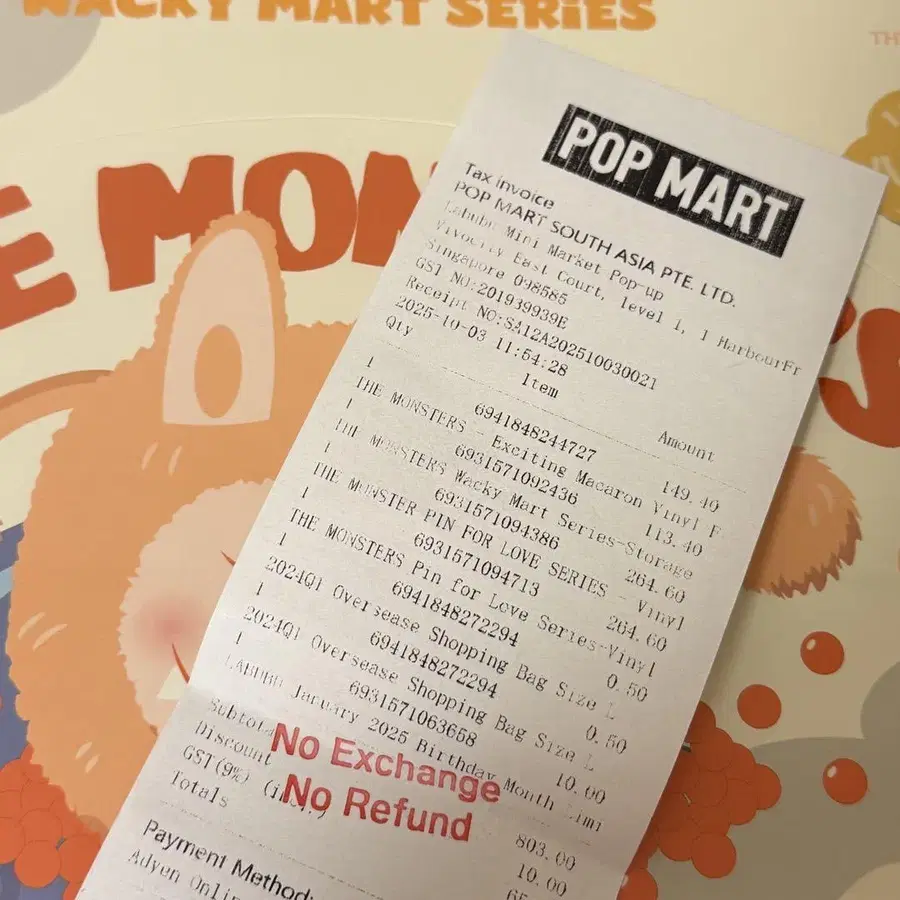 WACKY MART SERIES
TH
E MON
S
POP MART
Tax invoice
POP MART SOUTH ASIA PTE. LTD.
Labubu Mini Market Pop-up
Vivocity East Court, level 1, 1 HarbourFr
Singapore 098585
GST NO:201939939E
Receipt NO:SA12A202510030021
2025-10-03 11:54:28
Qty Item Amount
1 6941848244727 149.40
THE MONSTERS - Exciting Macaron Vinyl F
1 6931571092436 113.40
THE MONSTERS Wacky Mart Series-Storage
1 6931571094386 264.60
THE MONSTER PIN FOR LOVE SERIES - Vinyl
1 6931571094713 264.60
THE MONSTERS Pin for Love Series-Vinyl
1 6941848272294 0.50
2024Q1 Oversease Shopping Bag Size L
1 6941848272294 0.50
2024Q1 Oversease Shopping Bag Size L
1 6931571063658 10.00
LABUBU January 2025 Birthday Month Limi
Subtotal 803.00
Discount 10.00
GST(9%)
Totals
No Exchange
No Refund
Payment Method:
Adyen Onlin